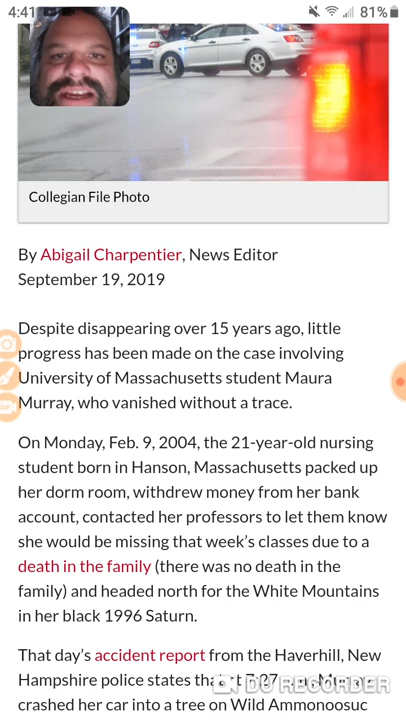 4:41 81%
Collegian File Photo
By Abigail Charpentier, News Editor
September 19, 2019
Despite disappearing over 15 years ago, little
progress has been made on the case involving
University of Massachusetts student Maura
Murray, who vanished without a trace.
On Monday, Feb. 9, 2004, the 21-year-old nursing
student born in Hanson, Massachusetts packed up
her dorm room, withdrew money from her bank
account, contacted her professors to let them know
she would be missing that week's classes due to a
death in the family (there was no death in the
family) and headed north for the White Mountains
in her black 1996 Saturn.
That day's accident report from the Haverhill, New
Hampshire police states that at 7:27 Murray
crashed her car into a tree on Wild Ammonoosuc
DU RECORDER
GIF